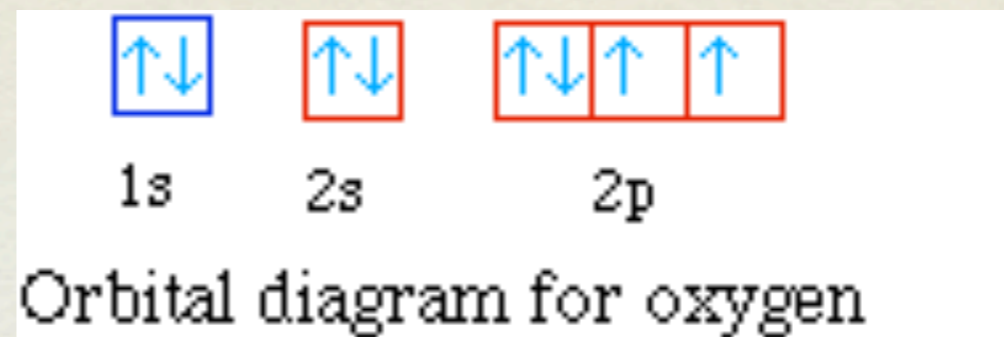 ↑↓ ↑↓ ↑↓ ↑ ↑
1s 2s 2p
Orbital diagram for oxygen